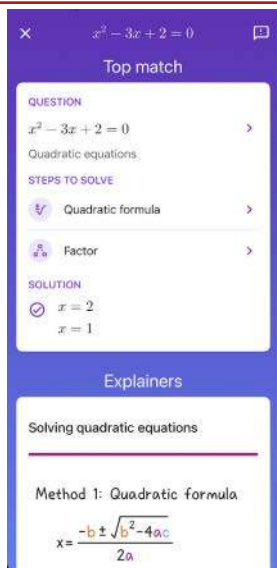 x² − 3x + 2 = 0
Top match
QUESTION
x² − 3x + 2 = 0
Quadratic equations
STEPS TO SOLVE
Quadratic formula
Factor
SOLUTION
x = 2
x = 1
Explainers
Solving quadratic equations
Method 1: Quadratic formula
x = (-b ± √(b²-4ac)) / 2a